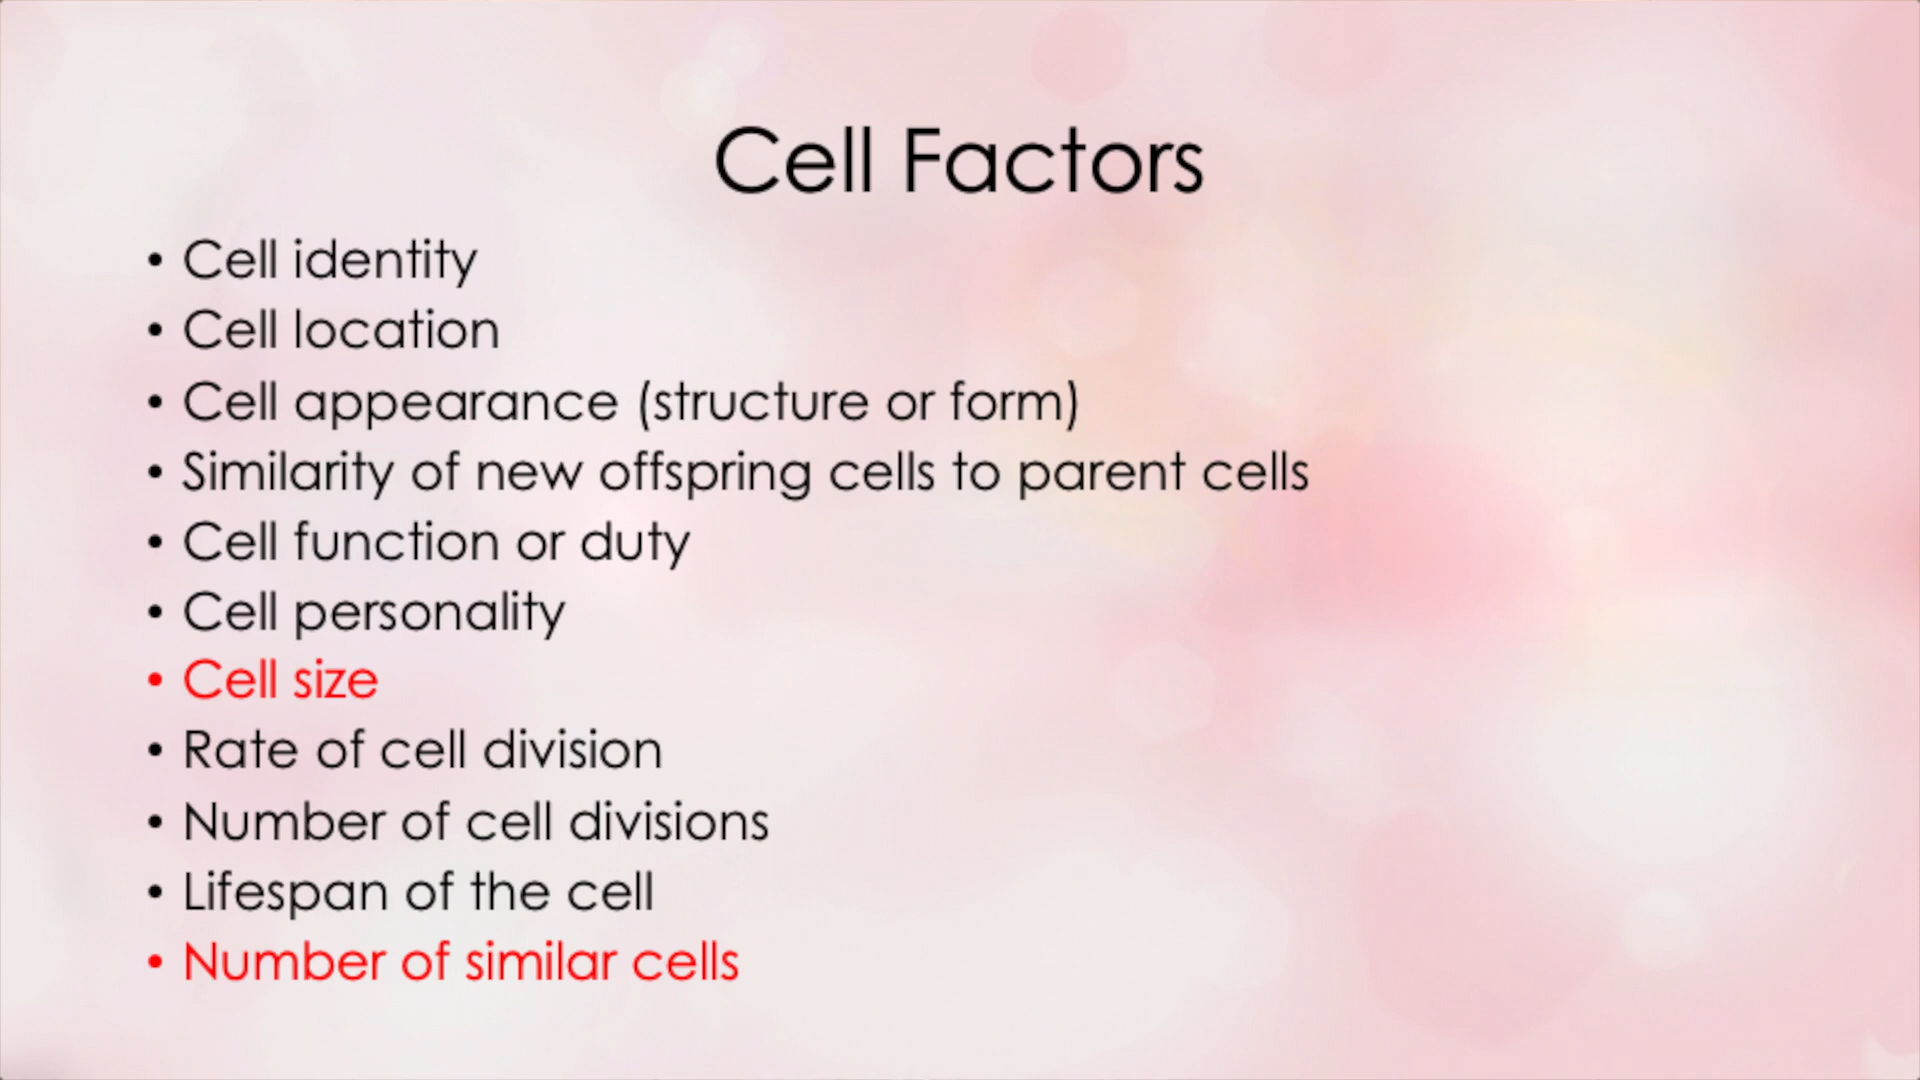 Cell Factors
• Cell identity
• Cell location
• Cell appearance (structure or form)
• Similarity of new offspring cells to parent cells
• Cell function or duty
• Cell personality
• Cell size
• Rate of cell division
• Number of cell divisions
• Lifespan of the cell
• Number of similar cells